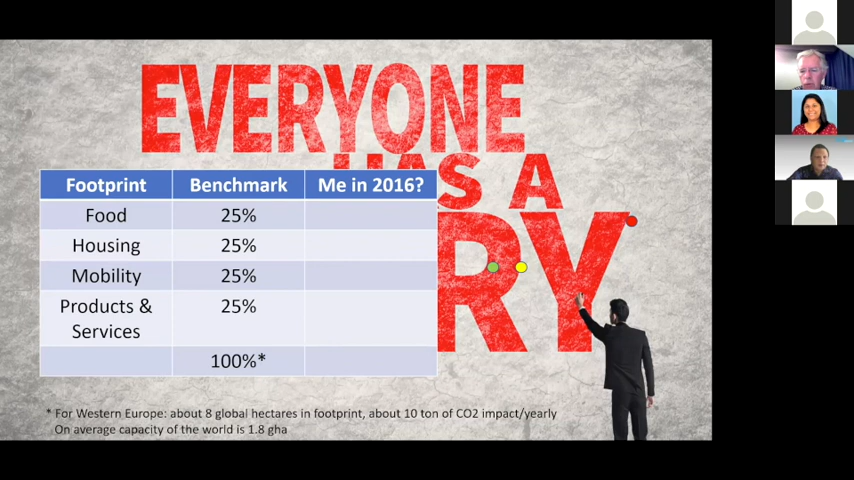 EVERYONE
HAS A
RY
Footprint Benchmark Me in 2016?
Food 25%
Housing 25%
Mobility 25%
Products & 25%
Services
100%*
* For Western Europe: about 8 global hectares in footprint, about 10 ton of CO2 impact/yearly
On average capacity of the world is 1.8 gha